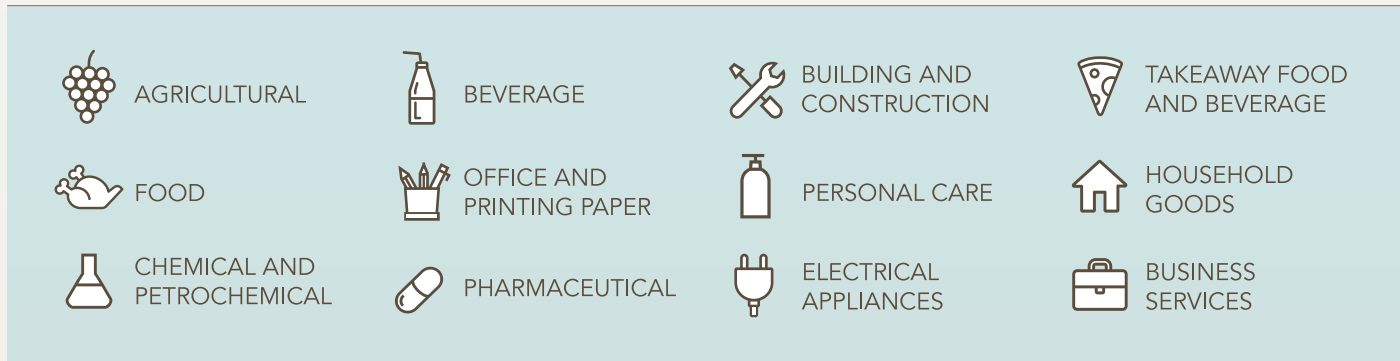 AGRICULTURAL
BEVERAGE
BUILDING AND
CONSTRUCTION
TAKEAWAY FOOD
AND BEVERAGE
FOOD
OFFICE AND
PRINTING PAPER
PERSONAL CARE
HOUSEHOLD
GOODS
CHEMICAL AND
PETROCHEMICAL
PHARMACEUTICAL
ELECTRICAL
APPLIANCES
BUSINESS
SERVICES